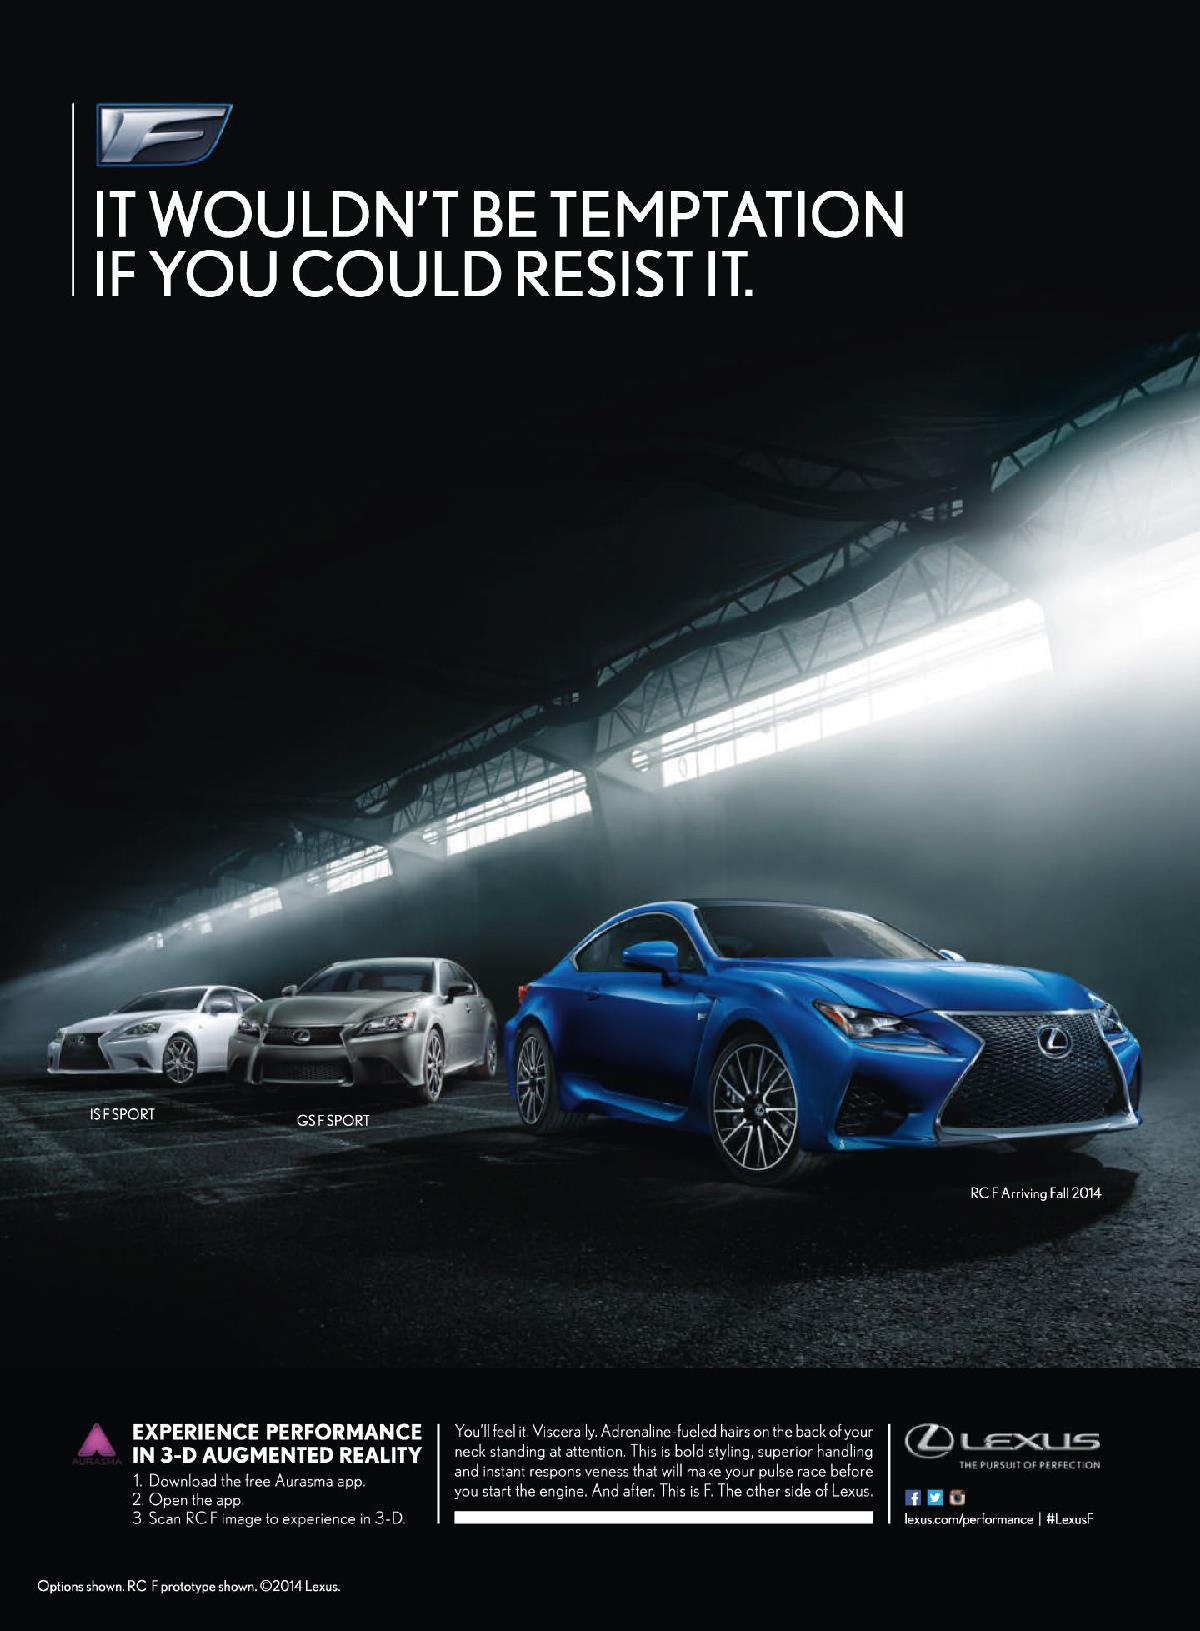 F
IT WOULDN'T BE TEMPTATION
IF YOU COULD RESIST IT.
IS F SPORT
GS F SPORT
RC F Arriving Fall 2014
AURASMA
EXPERIENCE PERFORMANCE
IN 3-D AUGMENTED REALITY
1. Download the free Aurasma app.
2. Open the app.
3. Scan RC F image to experience in 3-D.
You'll feel it. Viscerally. Adrenaline-fueled hairs on the back of your
neck standing at attention. This is bold styling, superior handling
and instant responsiveness that will make your pulse race before
you start the engine. And after. This is F. The other side of Lexus.
LEXUS
THE PURSUIT OF PERFECTION
lexus.com/performance | #LexusF
Options shown. RC F prototype shown. ©2014 Lexus.